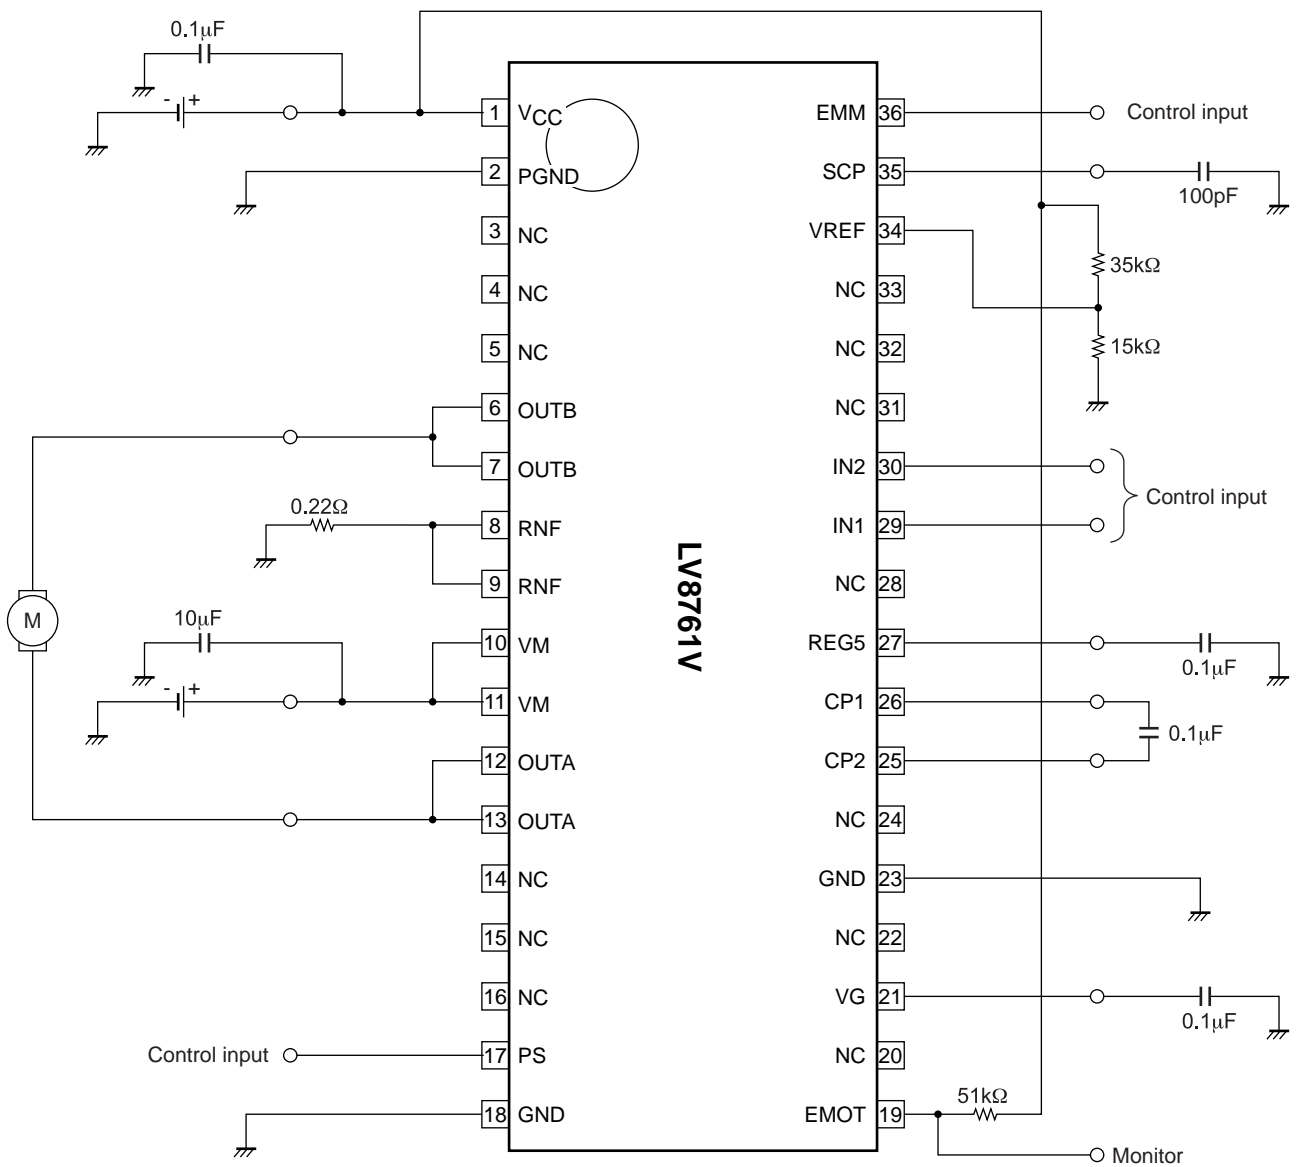 0.1µF
- +
1 VCC
2 PGND
3 NC
4 NC
5 NC
6 OUTB
7 OUTB
0.22Ω
8 RNF
9 RNF
M
10µF
10 VM
- +
11 VM
12 OUTA
13 OUTA
14 NC
15 NC
16 NC
Control input
17 PS
18 GND
LV8761V
EMM 36
Control input
SCP 35
100pF
VREF 34
35kΩ
NC 33
15kΩ
NC 32
NC 31
IN2 30
Control input
IN1 29
NC 28
REG5 27
0.1µF
CP1 26
0.1µF
CP2 25
NC 24
GND 23
NC 22
VG 21
0.1µF
NC 20
51kΩ
EMOT 19
Monitor